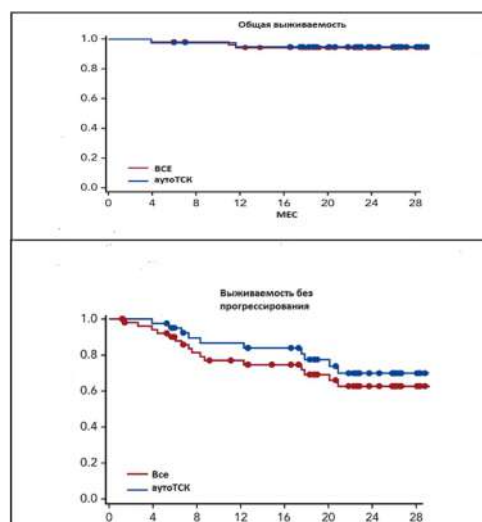 Общая выживаемость
1.0
0.8
0.6
0.4
0.2
ВСЕ
аутоТСК
0.0
0 4 8 12 16 20 24 28
МЕС
Выживаемость без
прогрессирования
1.0
0.8
0.6
0.4
0.2
Все
аутоТСК
0.0
0 4 8 12 16 20 24 28